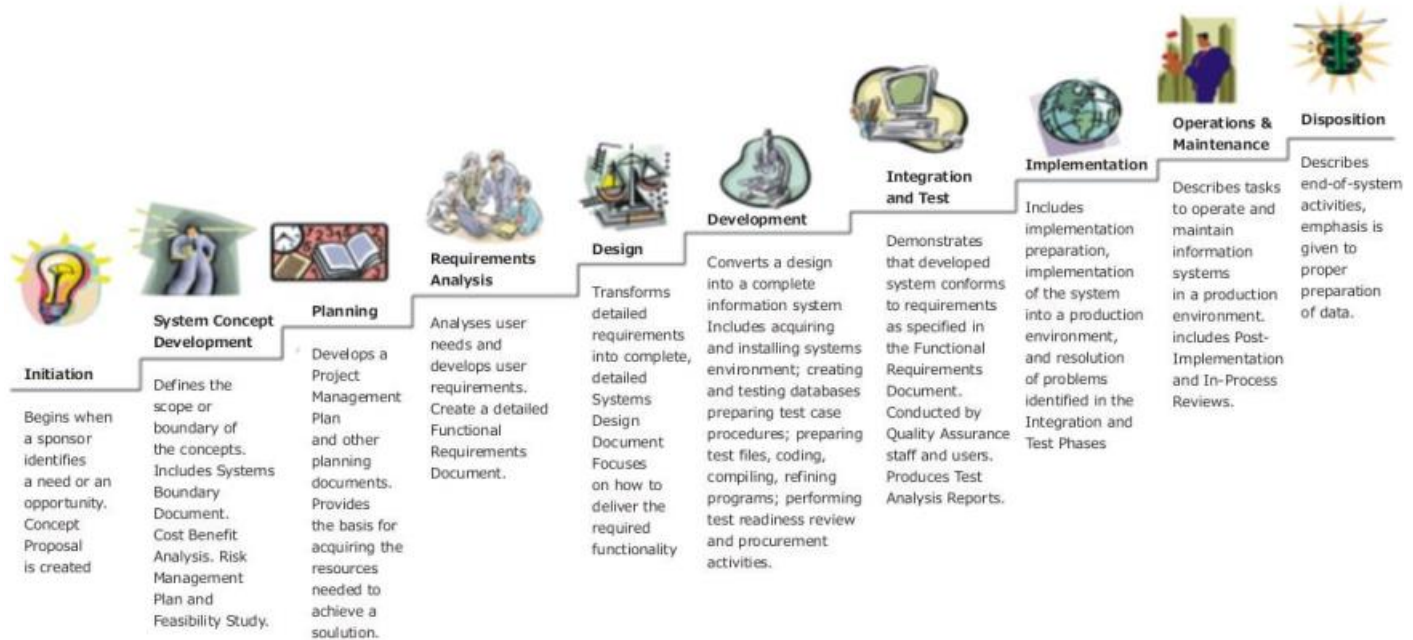 Initiation
Begins when
a sponsor
identifies
a need or an
opportunity.
Concept
Proposal
is created
System Concept
Development
Defines the
scope or
boundary of
the concepts.
Includes Systems
Boundary
Document.
Cost Benefit
Analysis. Risk
Management
Plan and
Feasibility Study.
Planning
Develops a
Project
Management
Plan
and other
planning
documents.
Provides
the basis for
acquiring the
resources
needed to
achieve a
soulution.
Requirements
Analysis
Analyses user
needs and
develops user
requirements.
Create a detailed
Functional
Requirements
Document.
Design
Transforms
detailed
requirements
into complete,
detailed
Systems
Design
Document
Focuses
on how to
deliver the
required
functionality
Development
Converts a design
into a complete
information system
Includes acquiring
and installing systems
environment; creating
and testing databases
preparing test case
procedures; preparing
test files, coding,
compiling, refining
programs; performing
test readiness review
and procurement
activities.
Integration
and Test
Demonstrates
that developed
system conforms
to requirements
as specified in
the Functional
Requirements
Document.
Conducted by
Quality Assurance
staff and users.
Produces Test
Analysis Reports.
Implementation
Includes
implementation
preparation,
implementation
of the system
into a production
environment,
and resolution
of problems
identified in the
Integration and
Test Phases
Operations &
Maintenance
Describes tasks
to operate and
maintain
information
systems
in a production
environment.
includes Post-
Implementation
and In-Process
Reviews.
Disposition
Describes
end-of-system
activities,
emphasis is
given to
proper
preparation
of data.